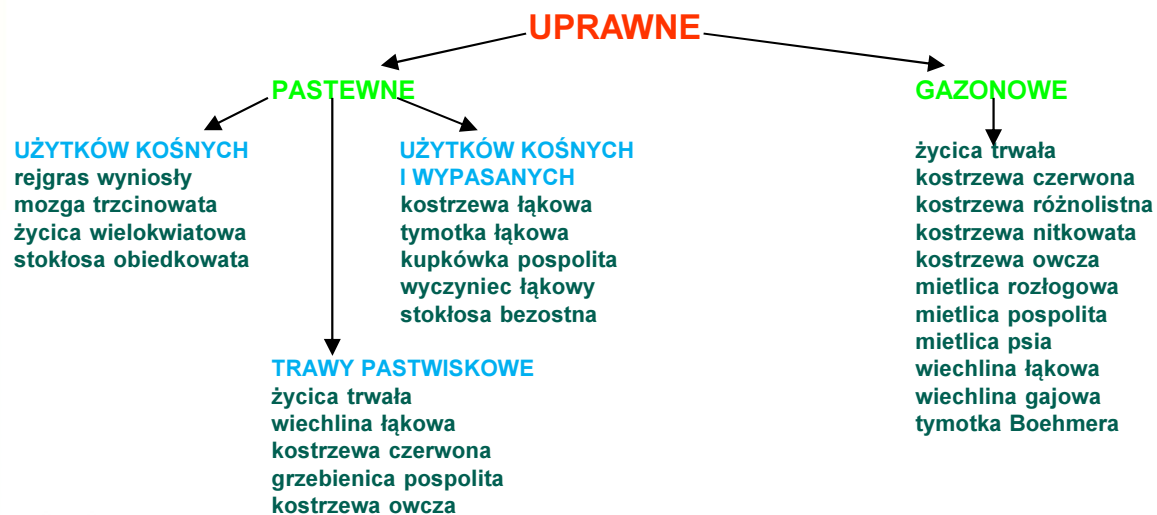 UPRAWNE
PASTEWNE
GAZONOWE
UŻYTKÓW KOŚNYCH
rejgras wyniosły
mozga trzcinowata
życica wielokwiatowa
stokłosa obiedkowata
UŻYTKÓW KOŚNYCH
I WYPASANYCH
kostrzewa łąkowa
tymotka łąkowa
kupkówka pospolita
wyczyniec łąkowy
stokłosa bezostna
TRAWY PASTWISKOWE
życica trwała
wiechlina łąkowa
kostrzewa czerwona
grzebienica pospolita
kostrzewa owcza
życica trwała
kostrzewa czerwona
kostrzewa różnolistna
kostrzewa nitkowata
kostrzewa owcza
mietlica rozłogowa
mietlica pospolita
mietlica psia
wiechlina łąkowa
wiechlina gajowa
tymotka Boehmera